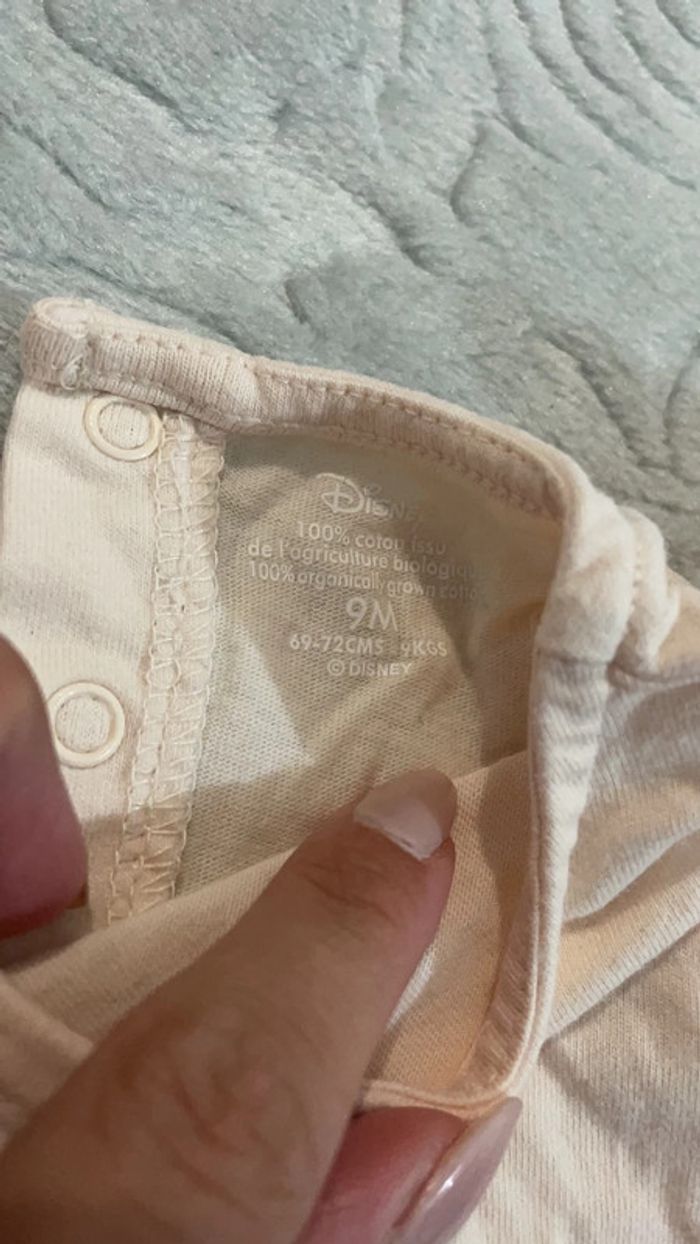 Disney
100% coton issu
de l'agriculture biologique
100% organically grown cotton
9M
69-72CMS 9KGS
© DISNEY